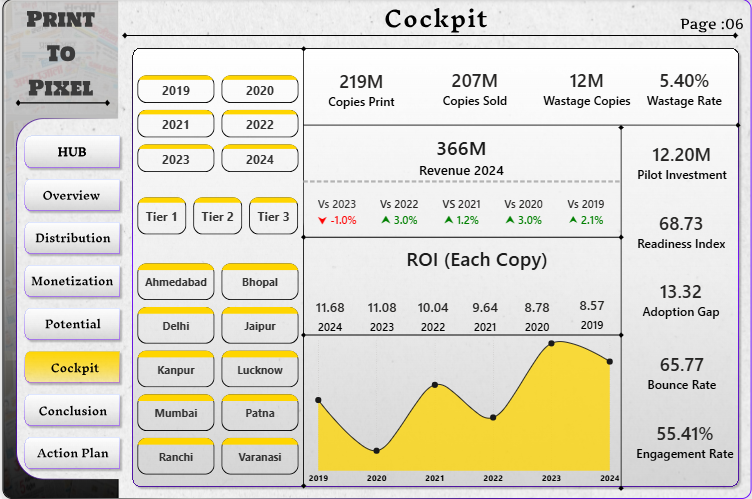 PRINT
TO
PIXEL
Cockpit
Page :06
HUB
Overview
Distribution
Monetization
Potential
Cockpit
Conclusion
Action Plan
2019
2020
2021
2022
2023
2024
Tier 1
Tier 2
Tier 3
Ahmedabad
Bhopal
Delhi
Jaipur
Kanpur
Lucknow
Mumbai
Patna
Ranchi
Varanasi
219M
Copies Print
207M
Copies Sold
12M
Wastage Copies
5.40%
Wastage Rate
366M
Revenue 2024
Vs 2023
-1.0%
Vs 2022
3.0%
Vs 2021
1.2%
Vs 2020
3.0%
Vs 2019
2.1%
ROI (Each Copy)
11.68
2024
11.08
2023
10.04
2022
9.64
2021
8.78
2020
8.57
2019
2019
2020
2021
2022
2023
2024
12.20M
Pilot Investment
68.73
Readiness Index
13.32
Adoption Gap
65.77
Bounce Rate
55.41%
Engagement Rate